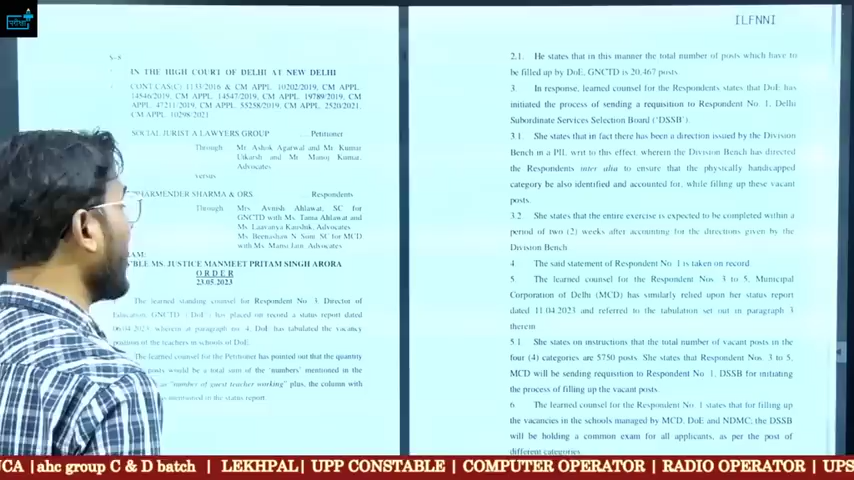 परीक्षा
S-8
IN THE HIGH COURT OF DELHI AT NEW DELHI
CONT.CAS(C) 1133/2016 & CM APPL. 10202/2019, CM APPL.
14546/2019, CM APPL. 14547/2019, CM APPL. 19789/2019, CM
APPL. 47211/2019, CM APPL. 55258/2019, CM APPL. 2520/2021,
CM APPL. 10298/2021
SOCIAL JURIST A LAWYERS GROUP ..... Petitioner
Through Mr. Ashok Agarwal and Mr. Kumar
Utkarsh and Mr. Manoj Kumar,
Advocates
versus
DHARMENDER SHARMA & ORS. ..... Respondents
Through Mrs. Avnish Ahlawat, SC for
GNCTD with Ms. Tania Ahlawat and
Ms. Laavanya Kaushik, Advocates
Ms. Beenashaw N Soni, SC for MCD
with Ms. Mansi Jain, Advocates
AM:
'BLE MS. JUSTICE MANMEET PRITAM SINGH ARORA
ORDER
23.05.2023
The learned standing counsel for Respondent No. 3, Director of
Education, GNCTD ('DoE') has placed on record a status report dated
06.04.2023 wherein at paragraph no. 4, DoE has tabulated the vacancy
position of the teachers in schools of DoE.
The learned counsel for the Petitioner has pointed out that the quantity
posts would be a total sum of the 'numbers' mentioned in the
as "number of guest teacher working" plus, the column with
as mentioned in the status report.
ILFNNI
2.1. He states that in this manner the total number of posts which have to
be filled up by DoE, GNCTD is 20,467 posts.
3. In response, learned counsel for the Respondents states that DoE has
initiated the process of sending a requisition to Respondent No. 1, Delhi
Subordinate Services Selection Board ('DSSB').
3.1. She states that in fact there has been a direction issued by the Division
Bench in a PIL writ to this effect, wherein the Division Bench has directed
the Respondents inter alia to ensure that the physically handicapped
category be also identified and accounted for, while filling up these vacant
posts.
3.2. She states that the entire exercise is expected to be completed within a
period of two (2) weeks after accounting for the directions given by the
Division Bench
4. The said statement of Respondent No. 1 is taken on record.
5. The learned counsel for the Respondent Nos. 3 to 5, Municipal
Corporation of Delhi (MCD) has similarly relied upon her status report
dated 11.04.2023 and referred to the tabulation set out in paragraph 3
therein
5.1. She states on instructions that the total number of vacant posts in the
four (4) categories are 5750 posts. She states that Respondent Nos. 3 to 5,
MCD will be sending requisition to Respondent No. 1, DSSB for initiating
the process of filling up the vacant posts.
6. The learned counsel for the Respondent No. 1 states that for filling up
the vacancies in the schools managed by MCD, DoE and NDMC, the DSSB
will be holding a common exam for all applicants, as per the post of
different categories.
NCA |ahc group C & D batch | LEKHPAL| UPP CONSTABLE | COMPUTER OPERATOR | RADIO OPERATOR | UPS